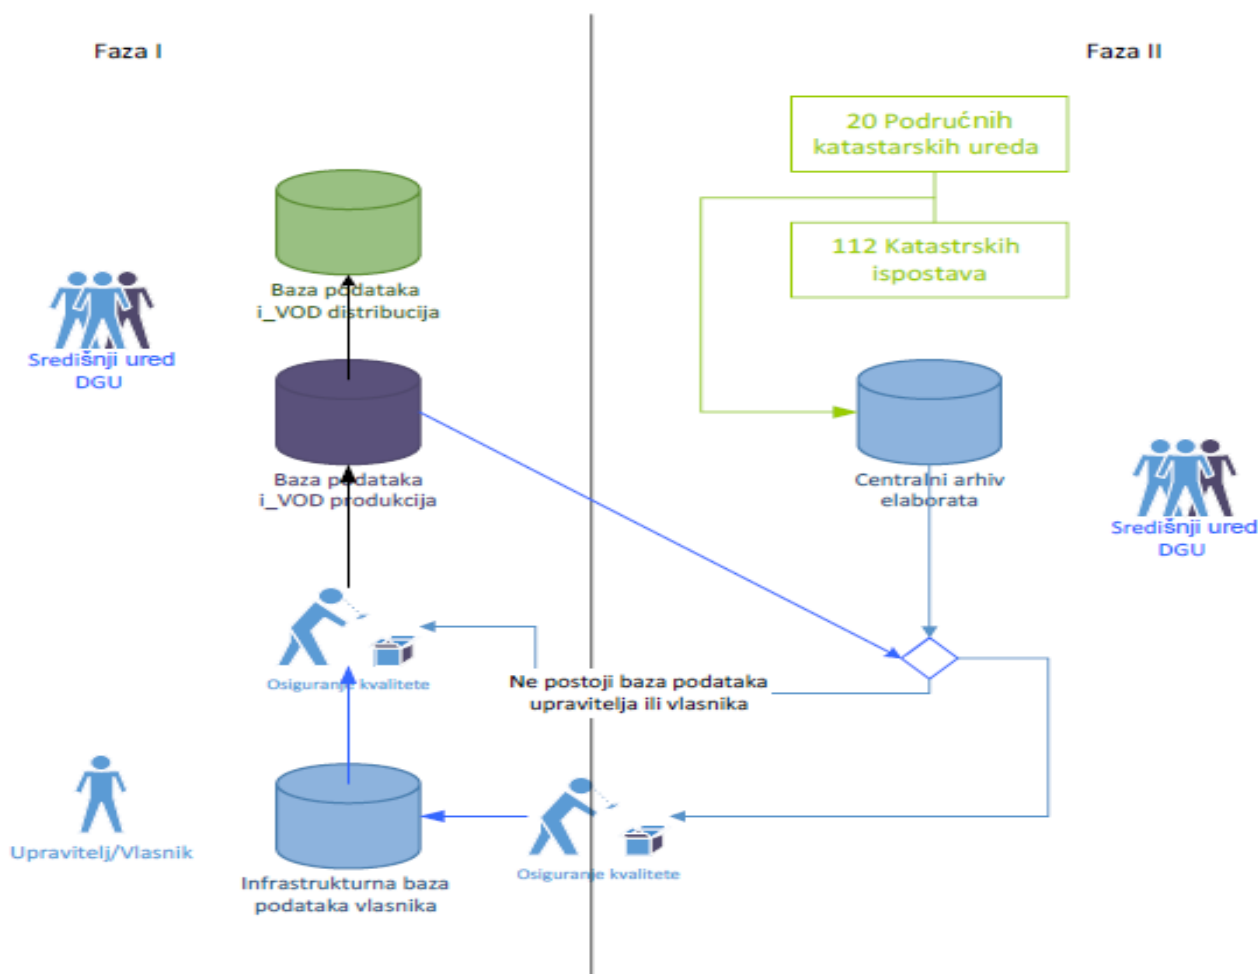 Faza I
Faza II
20 Područnih
katastarskih ureda
112 Katastrskih
ispostava
Baza podataka
i_VOD distribucija
Središnji ured
DGU
Baza podataka
i_VOD produkcija
Centralni arhiv
elaborata
Središnji ured
DGU
Osiguranje kvalitete
Ne postoji baza podataka
upravitelja ili vlasnika
Upravitelj/Vlasnik
Infrastrukturna baza
podataka vlasnika
Osiguranje kvalitete